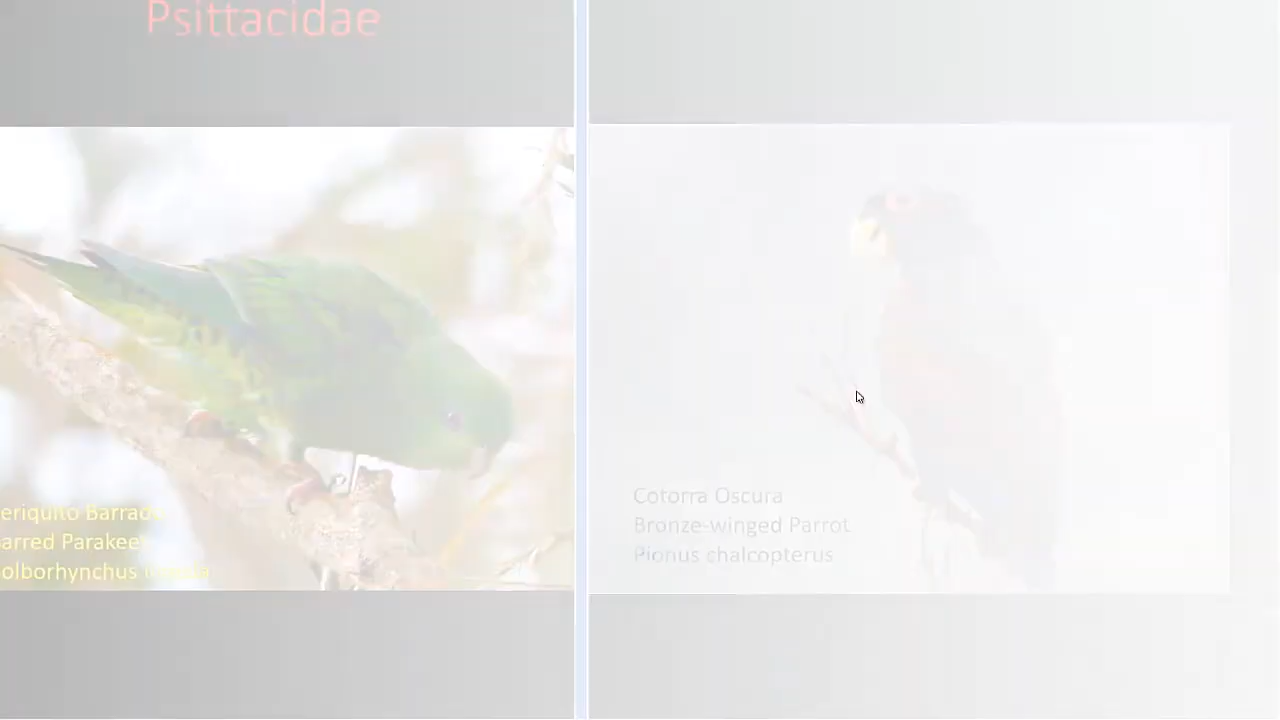 Psittacidae
eriquito Barrado
arred Parakee
olborhynchus
Cotorra Oscura
Bronze-winged Parrot
Pionus chalcopterus